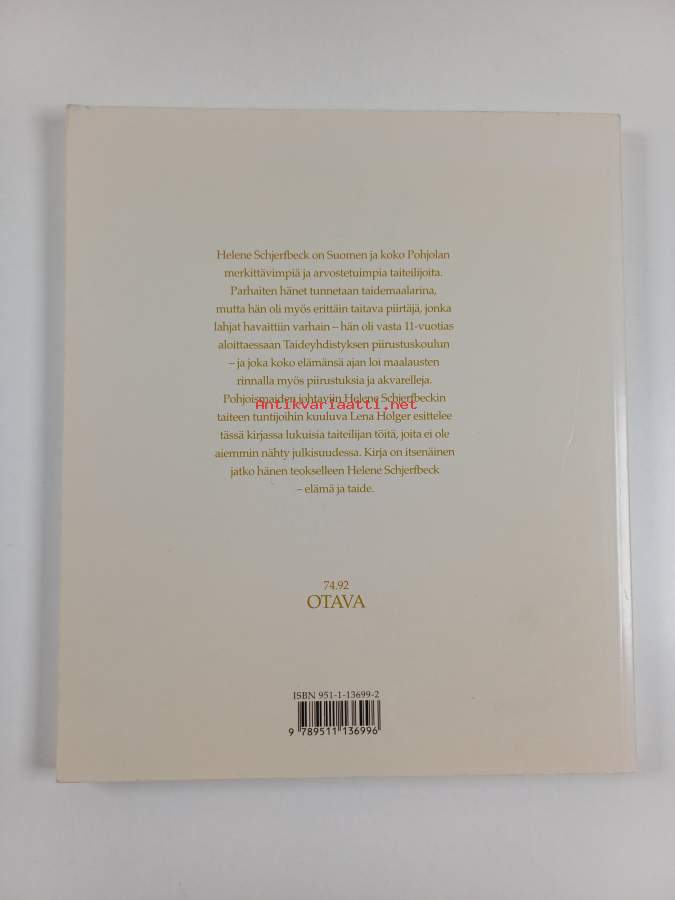 Helene Schjerfbeck on Suomen ja koko Pohjolan
merkittävimpiä ja arvostetuimpia taiteilijoita.
Parhaiten hänet tunnetaan taidemaalarina,
mutta hän oli myös erittäin taitava piirtäjä, jonka
lahjat havaittiin varhain – hän oli vasta 11-vuotias
aloittaessaan Taideyhdistyksen piirustuskoulun
– ja joka koko elämänsä ajan loi maalausten
rinnalla myös piirustuksia ja akvarelleja.
Pohjoismaiden johtaviin Helene Schjerfbeckin
Antikvariaatti.net
taiteen tuntijoihin kuuluva Lena Holger esittelee
tässä kirjassa lukuisia taiteilijan töitä, joita ei ole
aiemmin nähty julkisuudessa. Kirja on itsenäinen
jatko hänen teokselleen Helene Schjerfbeck
– elämä ja taide.
74.92
OTAVA
ISBN 951-1-13699-2
9 789511 136996